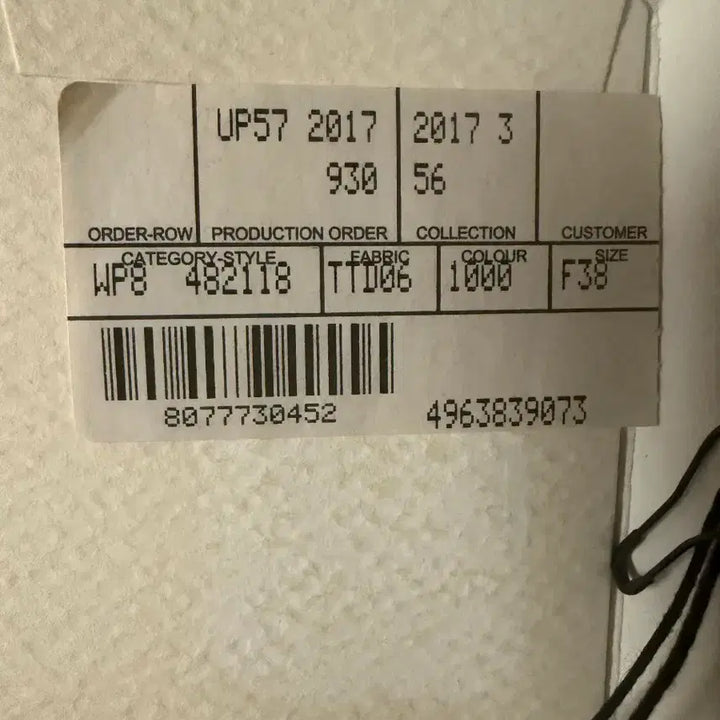 UP57 2017 2017 3
930 56
ORDER-ROW PRODUCTION ORDER COLLECTION CUSTOMER
CATEGORY-STYLE FABRIC COLOUR SIZE
WP8 482118 TTD06 1000 F38
8077730452 4963839073